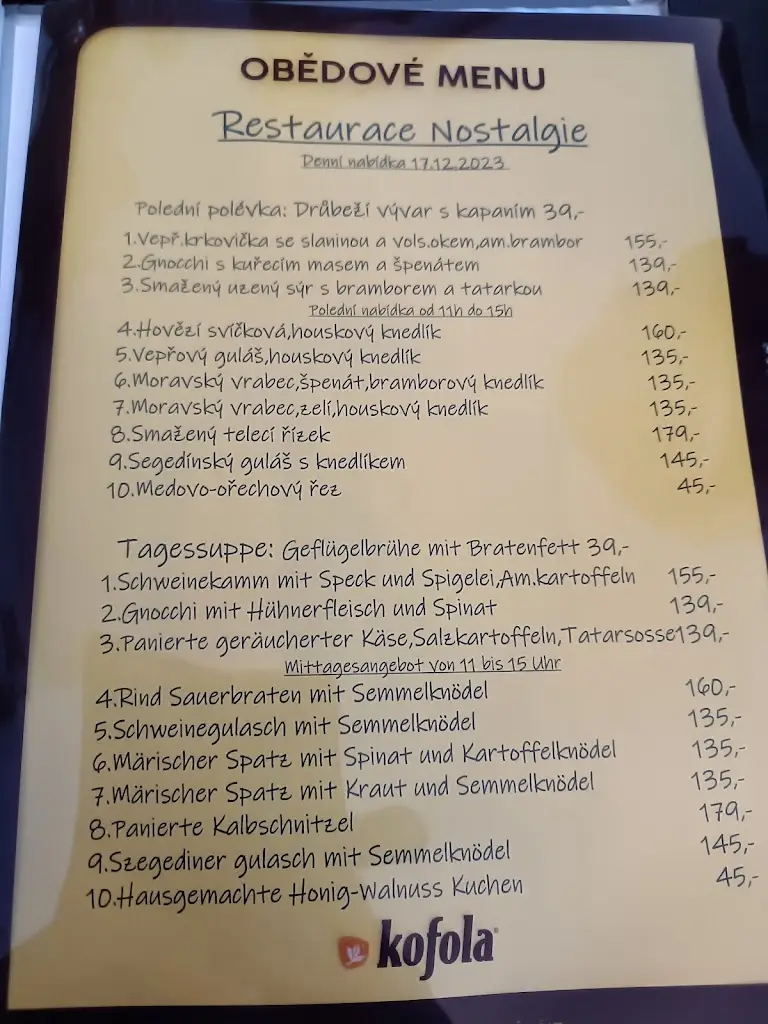 OBĚDOVÉ MENU
Restaurace Nostalgie
Denní nabídka 17.12.2023
Polední polévka: Drůbeží vývar s kapaním 39,-
1.Vepř.krkovička se slaninou a vols.okem,am.brambor 155,-
2.Gnocchi s kuřecím masem a špenátem 139,-
3.Smažený uzený sýr s bramborem a tatarkou 139,-
Polední nabídka od 11h do 15h
4.Hovězí svíčková,houskový knedlík 160,-
5.Vepřový guláš,houskový knedlík 135,-
6.Moravský vrabec,špenát,bramborový knedlík 135,-
7.Moravský vrabec,zelí,houskový knedlík 135,-
8.Smažený telecí řízek 179,-
9.Segedínský guláš s knedlíkem 145,-
10.Medovo-ořechový řez 45,-
Tagessuppe: Geflügelbrühe mit Bratenfett 39,-
1.Schweinekamm mit Speck und Spigelei,Am.kartoffeln 155,-
2.Gnocchi mit Hühnerfleisch und Spinat 139,-
3.Panierte geräucherter Käse,Salzkartoffeln,Tatarsosse139,-
Mittagesangebot von 11 bis 15 Uhr
4.Rind Sauerbraten mit Semmelknödel 160,-
5.Schweinegulasch mit Semmelknödel 135,-
6.Märischer Spatz mit Spinat und Kartoffelknödel 135,-
7.Märischer Spatz mit Kraut und Semmelknödel 135,-
8.Panierte Kalbschnitzel 179,-
9.Szegediner gulasch mit Semmelknödel 145,-
10.Hausgemachte Honig-Walnuss Kuchen 45,-
kofola